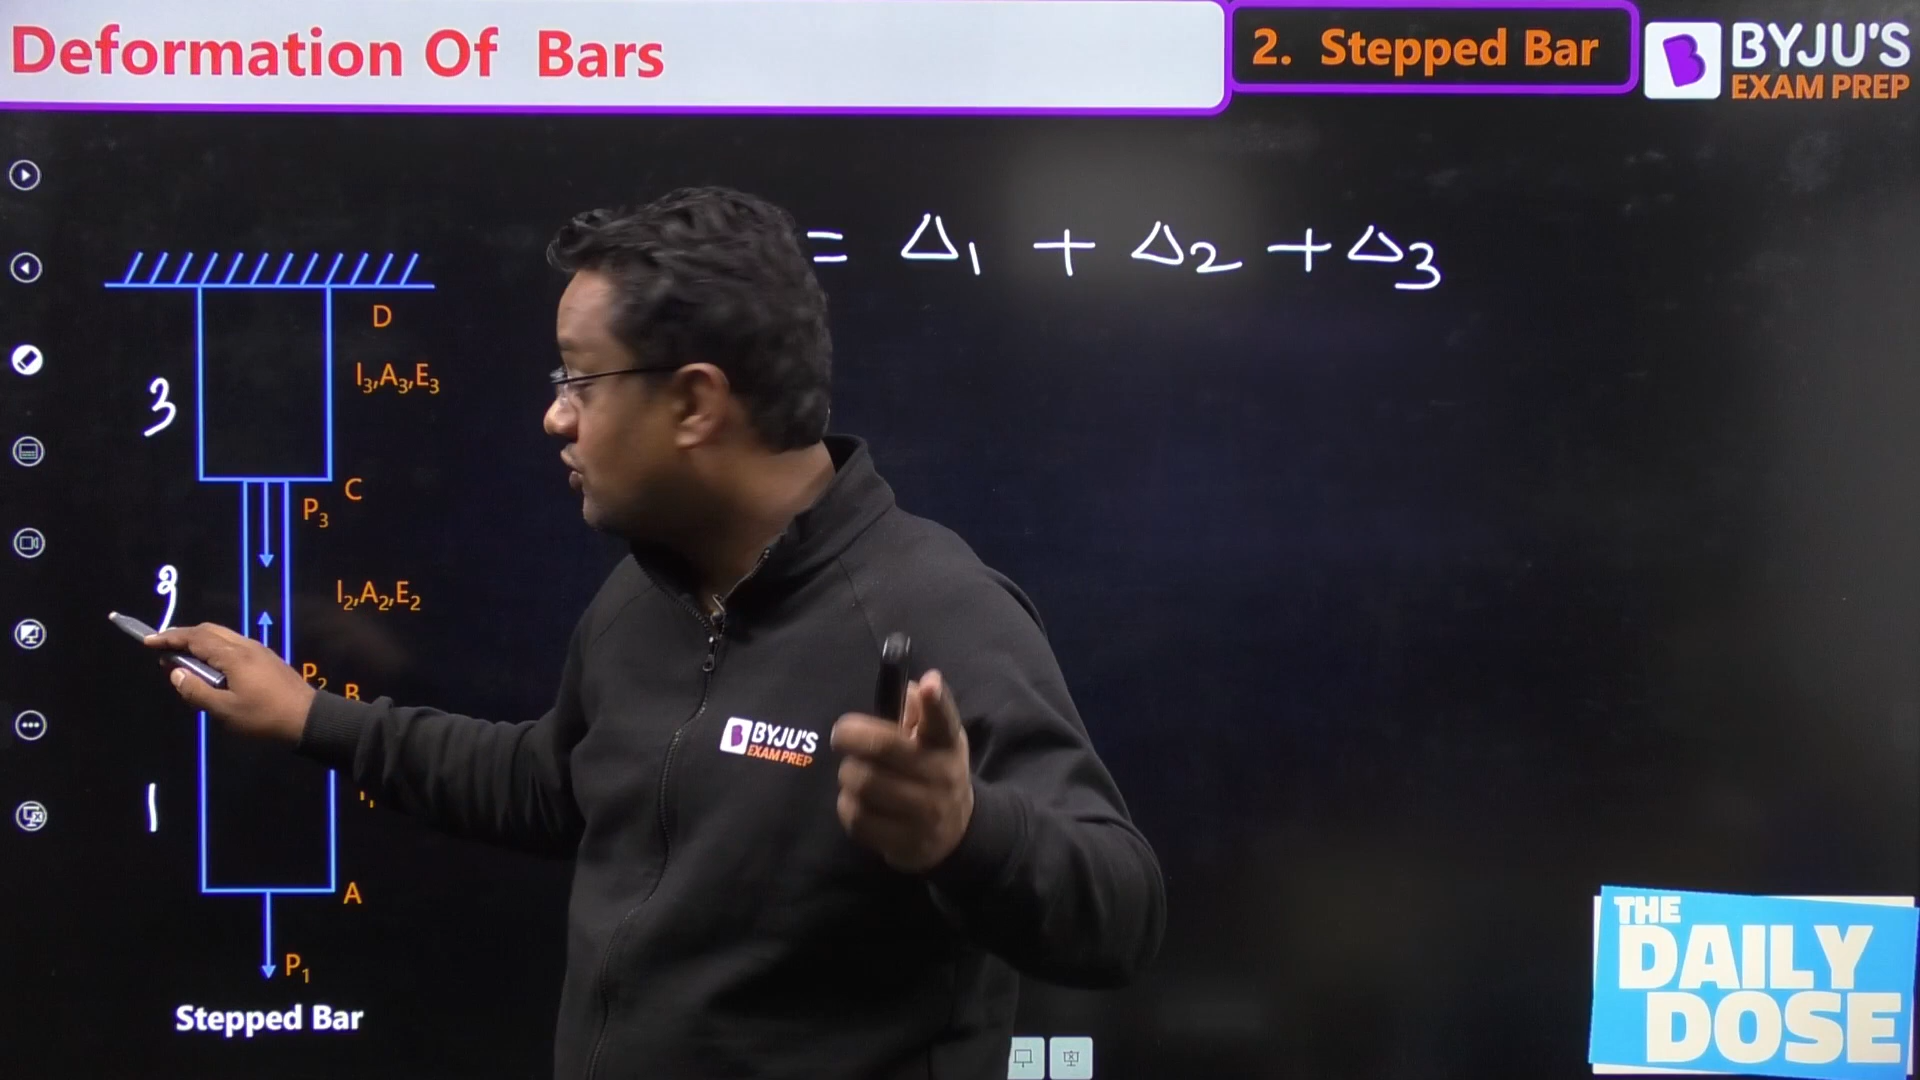 Deformation Of Bars
2. Stepped Bar
BYJU'S
EXAM PREP
= Δ1 + Δ2 + Δ3
D
l3,A3,E3
3
C
P3
2
l2,A2,E2
P2
B
1
A
P1
Stepped Bar
BYJU'S
EXAM PREP
THE
DAILY
DOSE